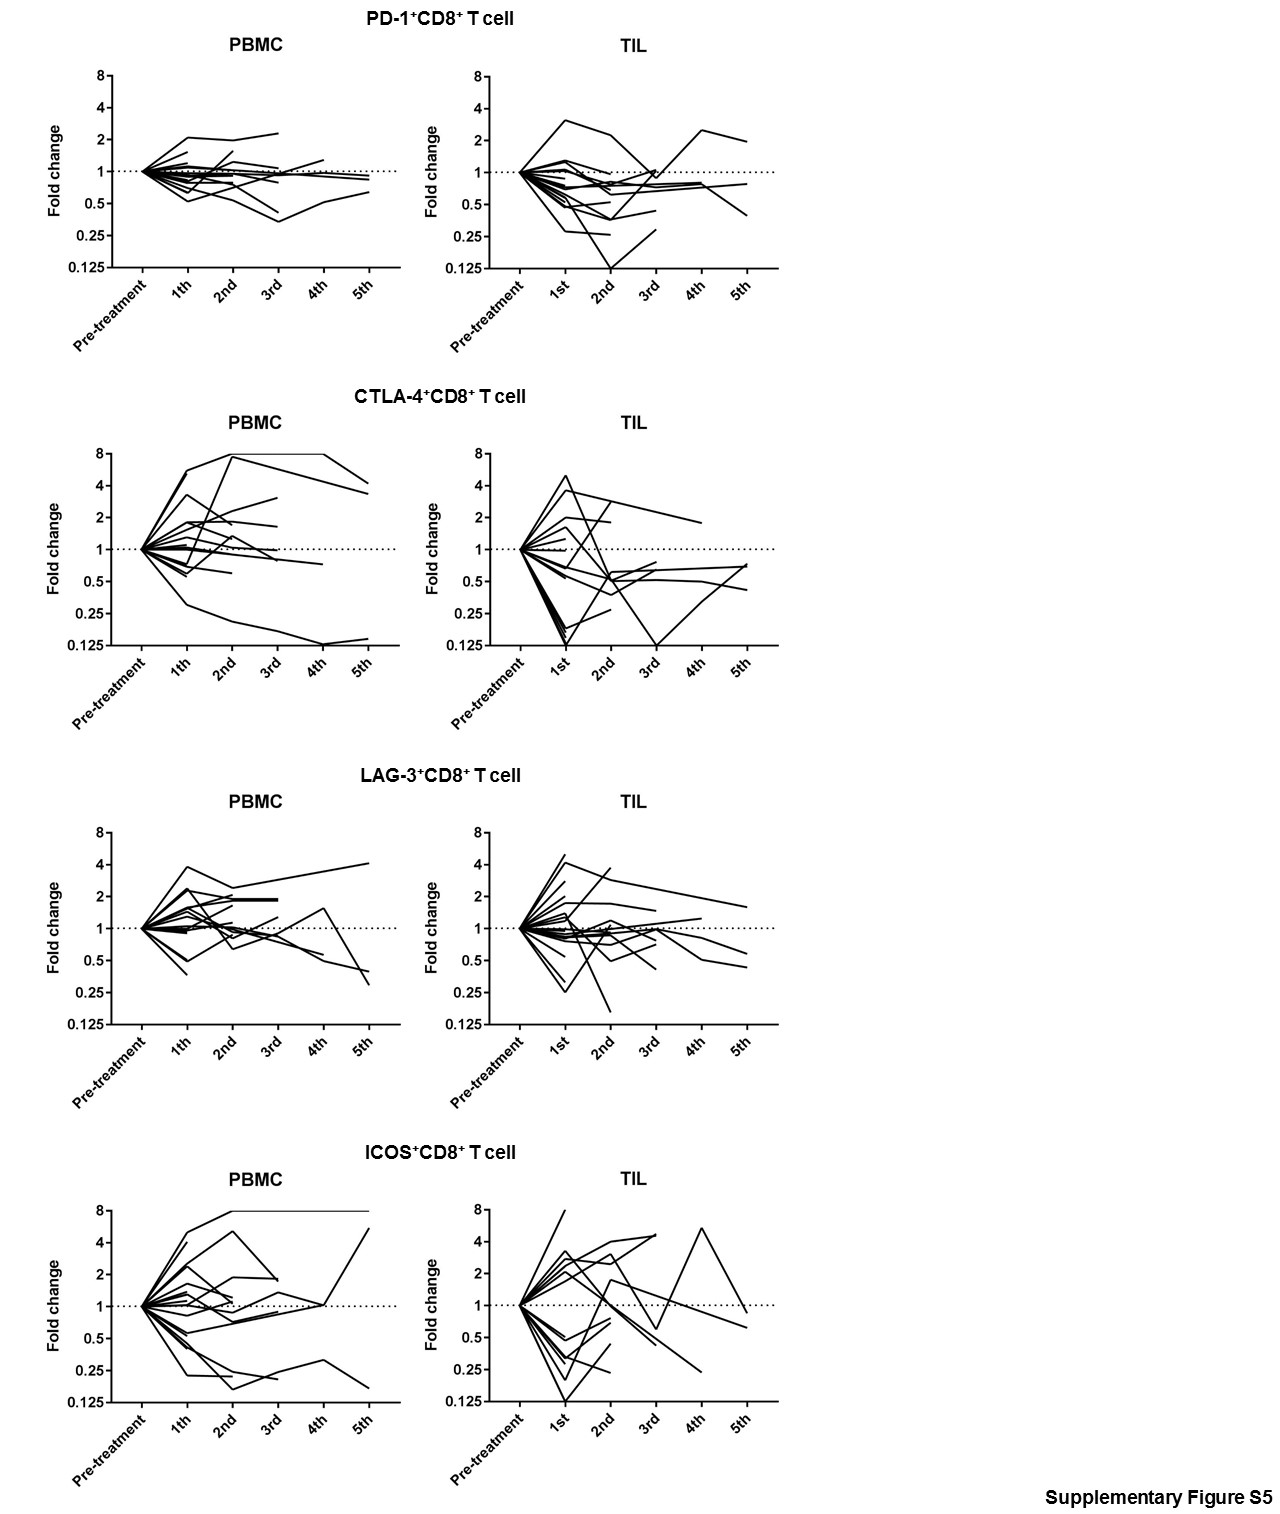 PD-1⁺CD8⁺ T cell
PBMC
TIL
Fold change
8
4
2
1
0.5
0.25
0.125
Pre-treatment
1th
2nd
3rd
4th
5th
Fold change
8
4
2
1
0.5
0.25
0.125
Pre-treatment
1st
2nd
3rd
4th
5th
CTLA-4⁺CD8⁺ T cell
PBMC
TIL
Fold change
8
4
2
1
0.5
0.25
0.125
Pre-treatment
1th
2nd
3rd
4th
5th
Fold change
8
4
2
1
0.5
0.25
0.125
Pre-treatment
1st
2nd
3rd
4th
5th
LAG-3⁺CD8⁺ T cell
PBMC
TIL
Fold change
8
4
2
1
0.5
0.25
0.125
Pre-treatment
1th
2nd
3rd
4th
5th
Fold change
8
4
2
1
0.5
0.25
0.125
Pre-treatment
1st
2nd
3rd
4th
5th
ICOS⁺CD8⁺ T cell
PBMC
TIL
Fold change
8
4
2
1
0.5
0.25
0.125
Pre-treatment
1th
2nd
3rd
4th
5th
Fold change
8
4
2
1
0.5
0.25
0.125
Pre-treatment
1st
2nd
3rd
4th
5th
Supplementary Figure S5